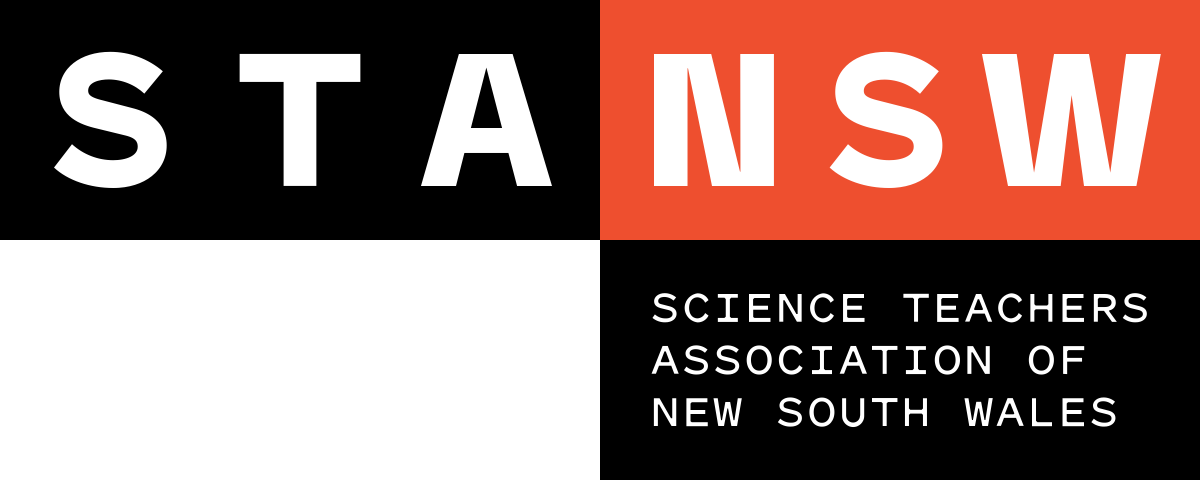 STA NSW
SCIENCE TEACHERS
ASSOCIATION OF
NEW SOUTH WALES